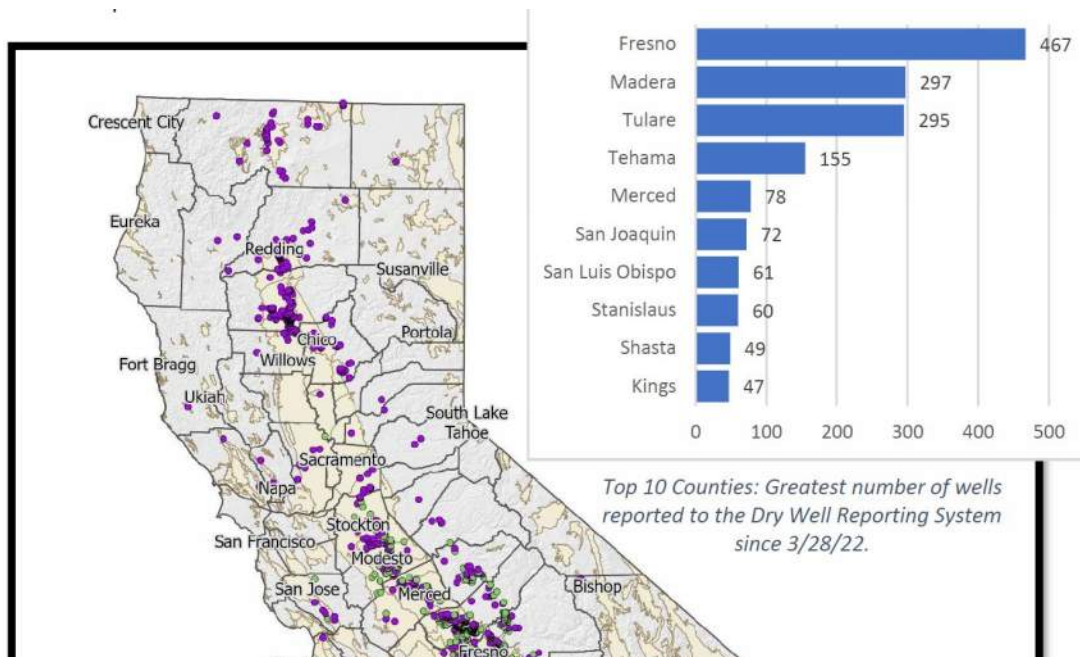 Fresno 467
Madera 297
Tulare 295
Tehama 155
Merced 78
San Joaquin 72
San Luis Obispo 61
Stanislaus 60
Shasta 49
Kings 47
0 100 200 300 400 500
Top 10 Counties: Greatest number of wells
reported to the Dry Well Reporting System
since 3/28/22.
Crescent City
Eureka
Redding
Susanville
Chico
Portola
Willows
Fort Bragg
Ukiah
South Lake
Tahoe
Sacramento
Napa
Stockton
San Francisco
Modesto
San Jose
Merced
Bishop
Fresno